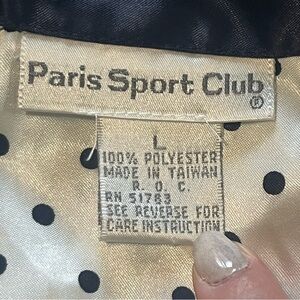 Paris Sport Club®
L
100% POLYESTER
MADE IN TAIWAN
R. O. C.
RN 51783
SEE REVERSE FOR
CARE INSTRUCTION